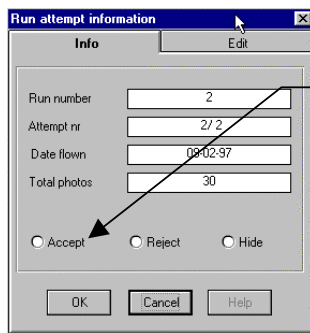 Run attempt information
Info Edit
Run number 2
Attempt nr 2/ 2
Date flown 09-02-97
Total photos 30
Accept Reject Hide
OK Cancel Help